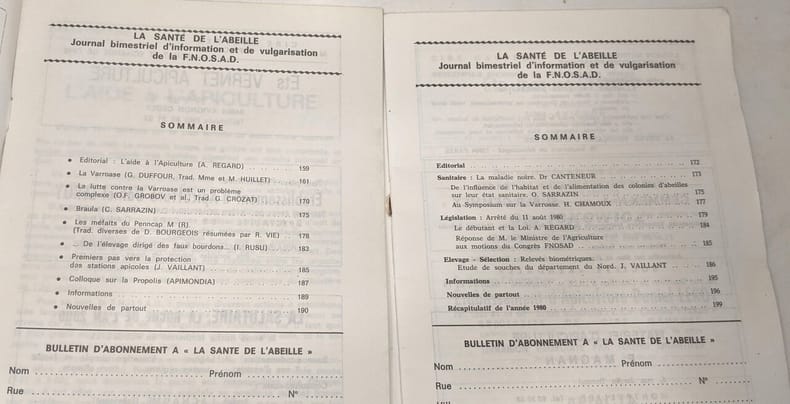 LA SANTÉ DE L'ABEILLE
Journal bimestriel d'information et de vulgarisation
de la F.N.O.S.A.D.
SOMMAIRE
● Editorial : L'aide à l'Apiculture (A. REGARD) 159
● La Varroase (G. DUFFOUR, Trad. Mme et M. HUILLET) 161
● La lutte contre la Varroase est un problème
complexe (O.F. GROBOV et al., Trad. G. CROZAT) 170
● Braula (C. SARRAZIN) 175
● Les méfaits du Penncap M (R).
(Trad. diverses de D. BOURGEOIS résumées par R. VIE) 178
● ... De l'élevage dirigé des faux bourdons... (I. RUSU) 183
● Premiers pas vers la protection
des stations apicoles (J. VAILLANT) 185
● Colloque sur la Propolis (APIMONDIA) 187
● Informations 189
● Nouvelles de partout 190
BULLETIN D'ABONNEMENT A « LA SANTE DE L'ABEILLE »
Nom Prénom
Rue N°
LA SANTÉ DE L'ABEILLE
Journal bimestriel d'information et de vulgarisation
de la F.N.O.S.A.D.
SOMMAIRE
Editorial 172
Sanitaire : La maladie noire. Dr CANTENEUR 173
De l'influence de l'habitat et de l'alimentation des colonies d'abeilles
sur leur état sanitaire. O. SARRAZIN 175
Au Symposium sur la Varroase. H. CHAMOUX 177
Législation : Arrêté du 11 août 1980 179
Le débutant et la Loi. A. REGARD 184
Réponse de M. le Ministre de l'Agriculture
aux motions du Congrès FNOSAD 185
Elevage - Sélection : Relevés biométriques.
Etude de souches du département du Nord. J. VAILLANT 186
Informations 195
Nouvelles de partout 196
Récapitulatif de l'année 1980 199
BULLETIN D'ABONNEMENT A « LA SANTE DE L'ABEILLE »
Nom Prénom
Rue N°